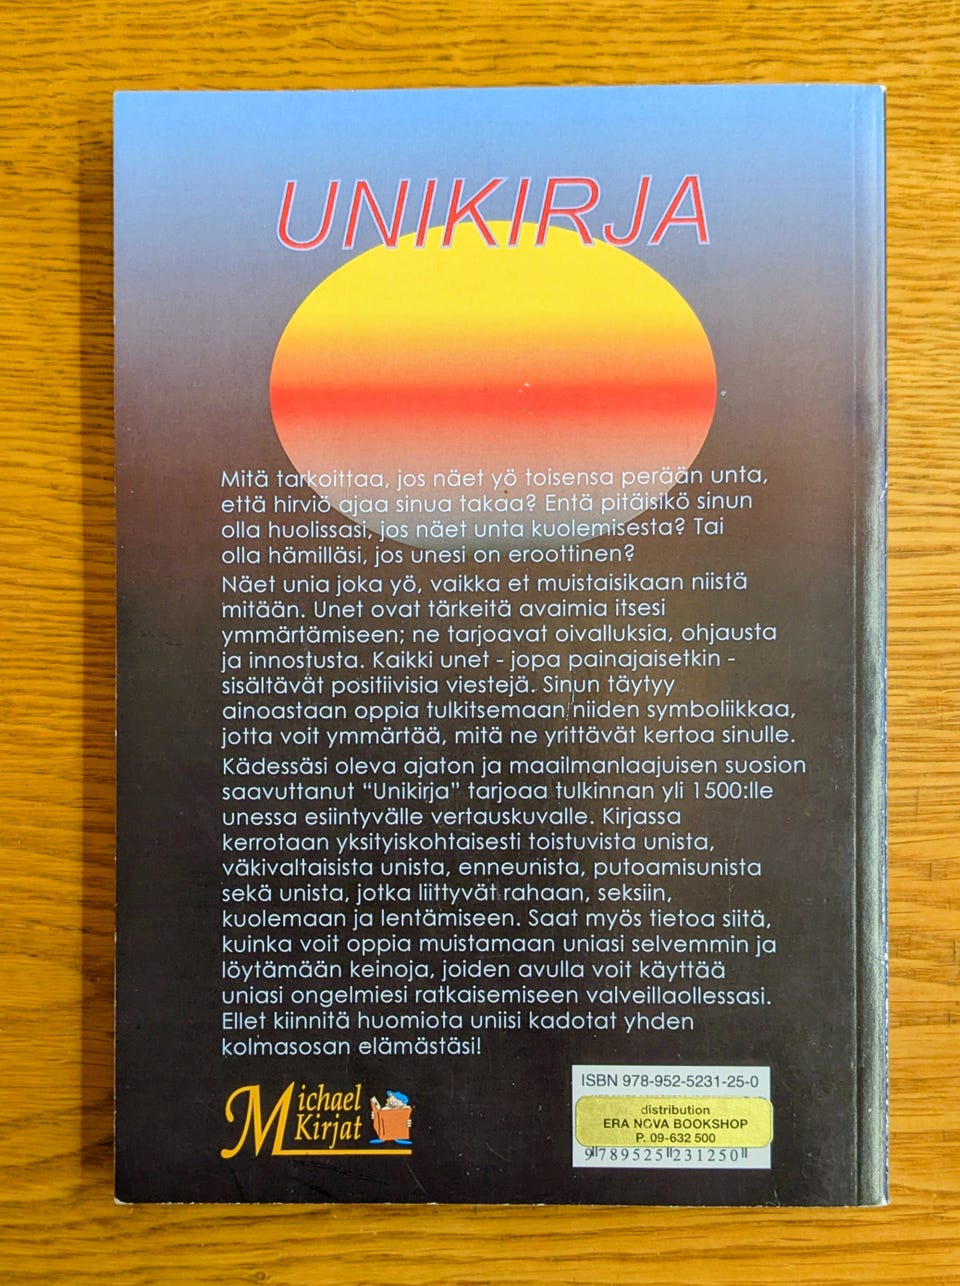 UNIKIRJA
Mitä tarkoittaa, jos näet yö toisensa perään unta,
että hirviö ajaa sinua takaa? Entä pitäisikö sinun
olla huolissasi, jos näet unta kuolemisesta? Tai
olla hämilläsi, jos unesi on eroottinen?
Näet unia joka yö, vaikka et muistaisikaan niistä
mitään. Unet ovat tärkeitä avaimia itsesi
ymmärtämiseen; ne tarjoavat oivalluksia, ohjausta
ja innostusta. Kaikki unet - jopa painajaisetkin -
sisältävät positiivisia viestejä. Sinun täytyy
ainoastaan oppia tulkitsemaan niiden symboliikkaa,
jotta voit ymmärtää, mitä ne yrittävät kertoa sinulle.
Kädessäsi oleva ajaton ja maailmanlaajuisen suosion
saavuttanut “Unikirja” tarjoaa tulkinnan yli 1500:lle
unessa esiintyvälle vertauskuvalle. Kirjassa
kerrotaan yksityiskohtaisesti toistuvista unista,
väkivaltaisista unista, enneunista, putoamisunista
sekä unista, jotka liittyvät rahaan, seksiin,
kuolemaan ja lentämiseen. Saat myös tietoa siitä,
kuinka voit oppia muistamaan uniasi selvemmin ja
löytämään keinoja, joiden avulla voit käyttää
uniasi ongelmiesi ratkaisemiseen valveillaollessasi.
Ellet kiinnitä huomiota uniisi kadotat yhden
kolmasosan elämästäsi!
Michael
Kirjat
ISBN 978-952-5231-25-0
distribution
ERA NOVA BOOKSHOP
P. 09-632 500
9 789525 231250